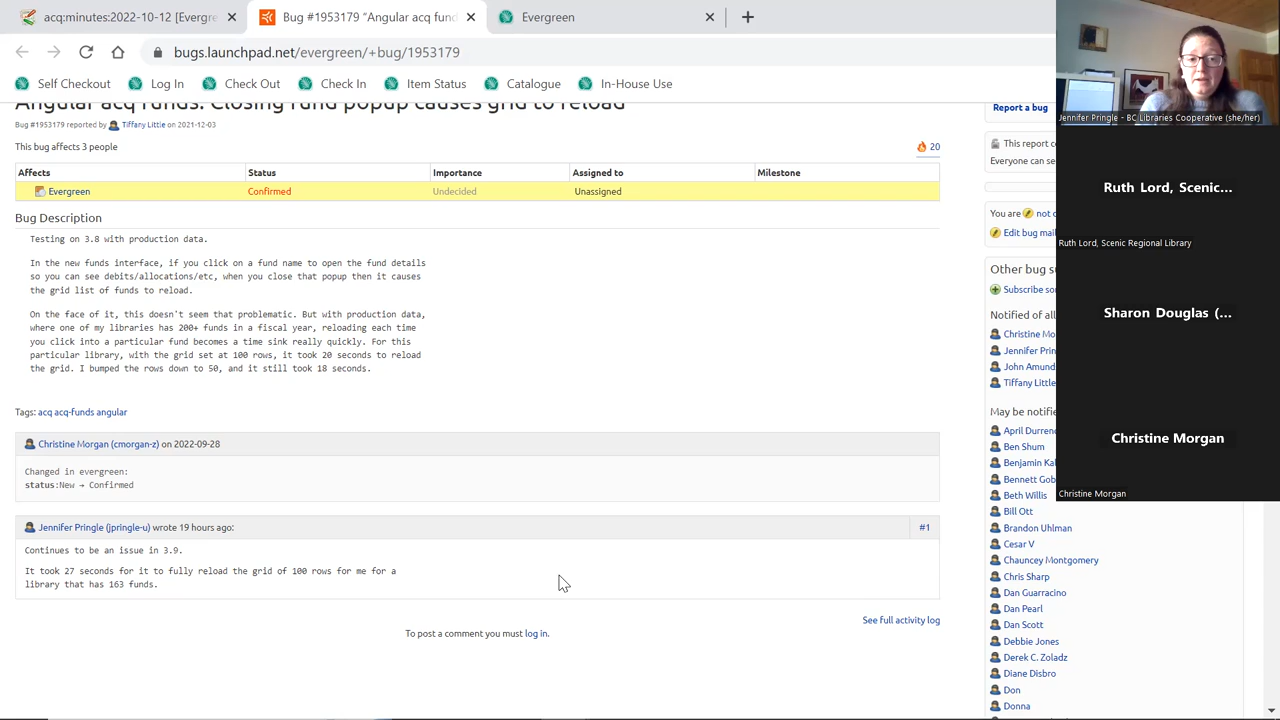 acq:minutes:2022-10-12 [Evergre
Bug #1953179 “Angular acq fund
Evergreen
bugs.launchpad.net/evergreen/+bug/1953179
Self Checkout
Log In
Check Out
Item Status
In-House Use
Angular acq funds: Closing fund popup causes grid to reload
Bug #1953179 reported by Tiffany Little on 2021-12-03
This bug affects 3 people
20
Affects Status Importance Assigned to Milestone
Evergreen Confirmed Undecided Unassigned
Bug Description
Testing on 3.8 with production data.
In the new funds interface, if you click on a fund name to open the fund details
so you can see debits/allocations/etc, when you close that popup then it causes
the grid list of funds to reload.
On the face of it, this doesn't seem that problematic. But with production data,
where one of my libraries has 200+ funds in a fiscal year, reloading each time
you click into a particular fund becomes a time sink really quick. For this
particular library, with the grid set at 100 rows, it took 28 seconds to reload
the grid. I bumped the rows down to 50, and it still took 18 seconds.
Tags: acq acq-funds angular
Christine Morgan (cmorgan-z) on 2022-09-28
Changed in evergreen:
status:New → Confirmed
Jennifer Pringle (jpringle-u) wrote 19 hours ago:
#1
Continues to be an issue in 3.9.
It took 27 seconds for it to fully reload the grid of funds for for our
library that has 163 funds.
See full activity log
To post a comment you must log in.
Report a bug
This report co
Everyone can se
You are not c
Edit bug mai
Other bug su
Subscribe so
Notified of all
Christine Mo
Jennifer Prin
John Amund
Tiffany Little
May be notifie
April Durrenc
Ben Shum
Benjamin Kal
Bennett Gob
Beth Willis
Bill Ott
Brandon Uhlman
Cesar V
Chauncey Montgomery
Chris Sharp
Dan Guarracino
Dan Pearl
Dan Scott
Debbie Jones
Derek C. Zoladz
Diane Disbro
Don
Donna
Jennifer Pringle - BC Libraries Cooperative (she/her)
Ruth Lord, Scenic...
Ruth Lord, Scenic Regional Library
Sharon Douglas (...
Christine Morgan
Christine Morgan